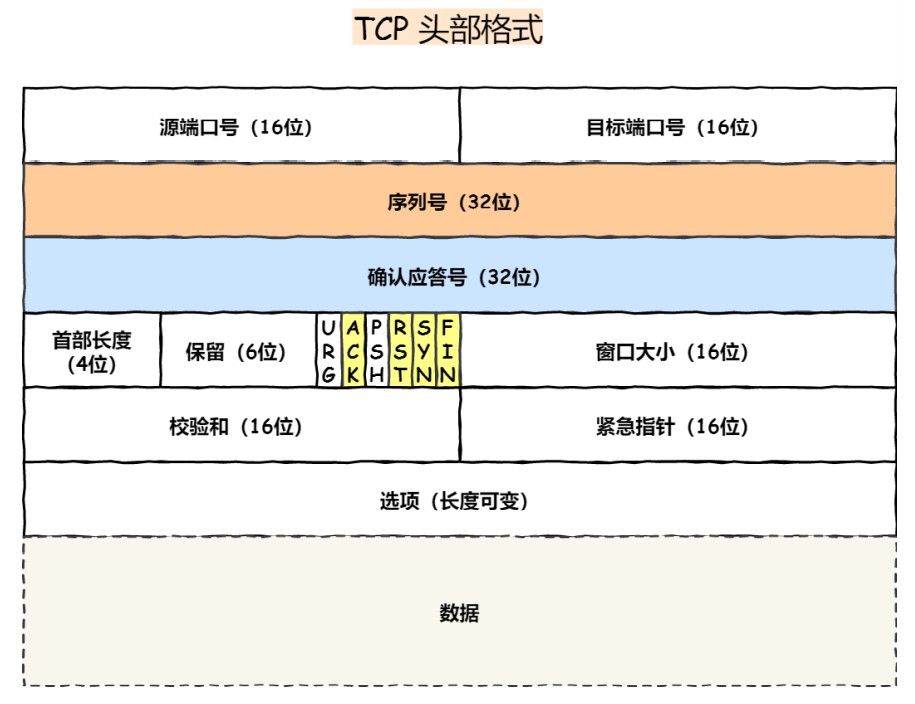 TCP 头部格式
源端口号（16位） 目标端口号（16位）
序列号（32位）
确认应答号（32位）
首部长度
（4位） 保留（6位） URG ACK PSH RST SYN FIN 窗口大小（16位）
校验和（16位） 紧急指针（16位）
选项（长度可变）
数据